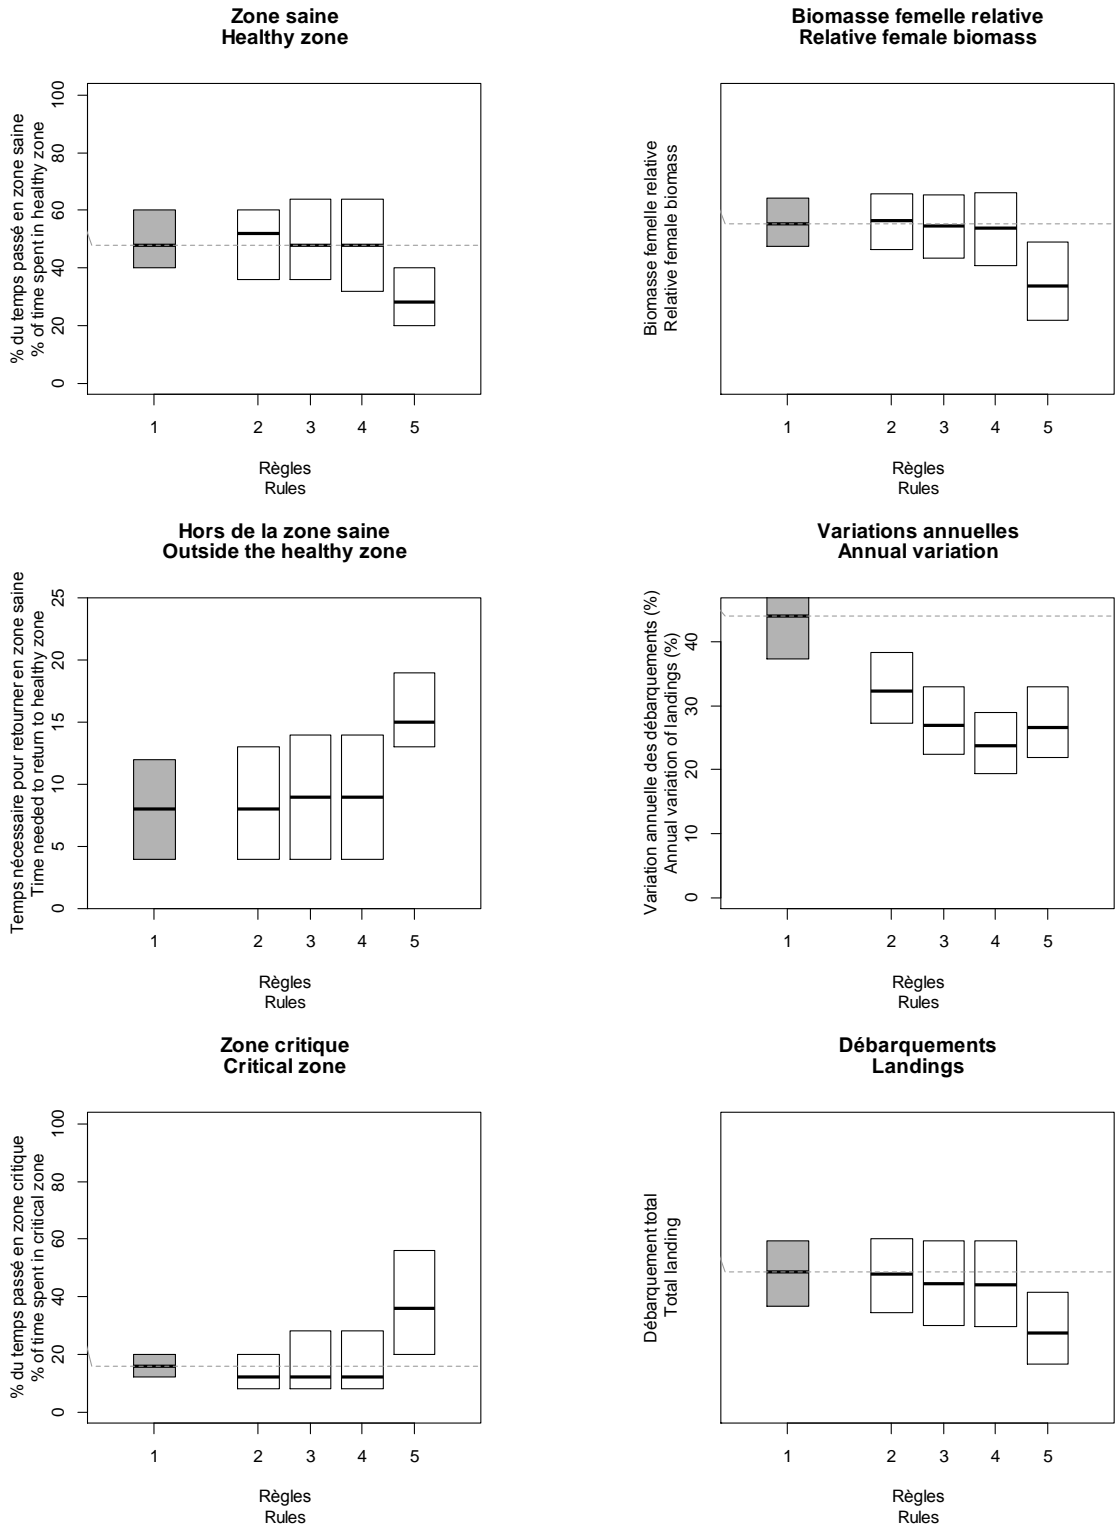 Zone saine
Healthy zone
% du temps passé en zone saine
% of time spent in healthy zone
0 20 40 60 80 100
1 2 3 4 5
Règles
Rules
Biomasse femelle relative
Relative female biomass
Biomasse femelle relative
Relative female biomass
1 2 3 4 5
Règles
Rules
Hors de la zone saine
Outside the healthy zone
Temps nécessaire pour retourner en zone saine
Time needed to return to healthy zone
0 5 10 15 20 25
1 2 3 4 5
Règles
Rules
Variations annuelles
Annual variation
Variation annuelle des débarquements (%)
Annual variation of landings (%)
0 10 20 30 40
1 2 3 4 5
Règles
Rules
Zone critique
Critical zone
% du temps passé en zone critique
% of time spent in critical zone
0 20 40 60 80 100
1 2 3 4 5
Règles
Rules
Débarquements
Landings
Débarquement total
Total landing
1 2 3 4 5
Règles
Rules